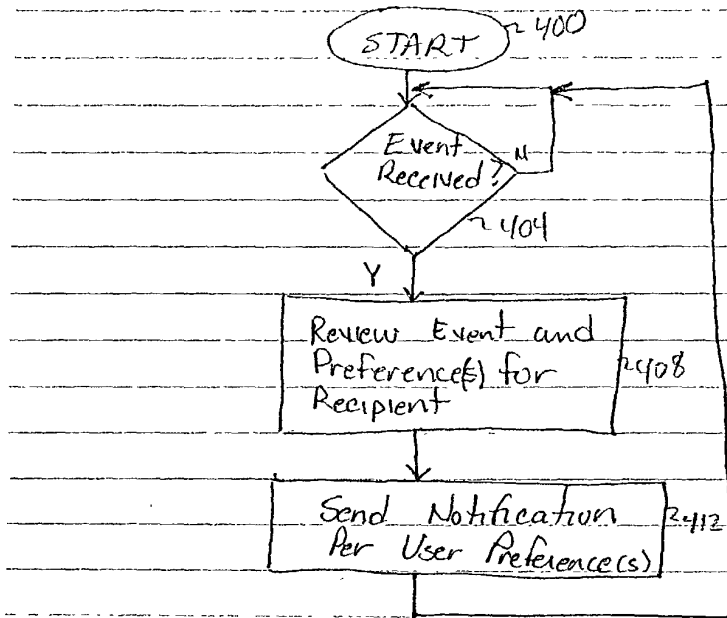 START 400
Event
Received? N
404
Y
Review Event and
Preference(s) for
Recipient
408
Send Notification
Per User Preference(s)
412